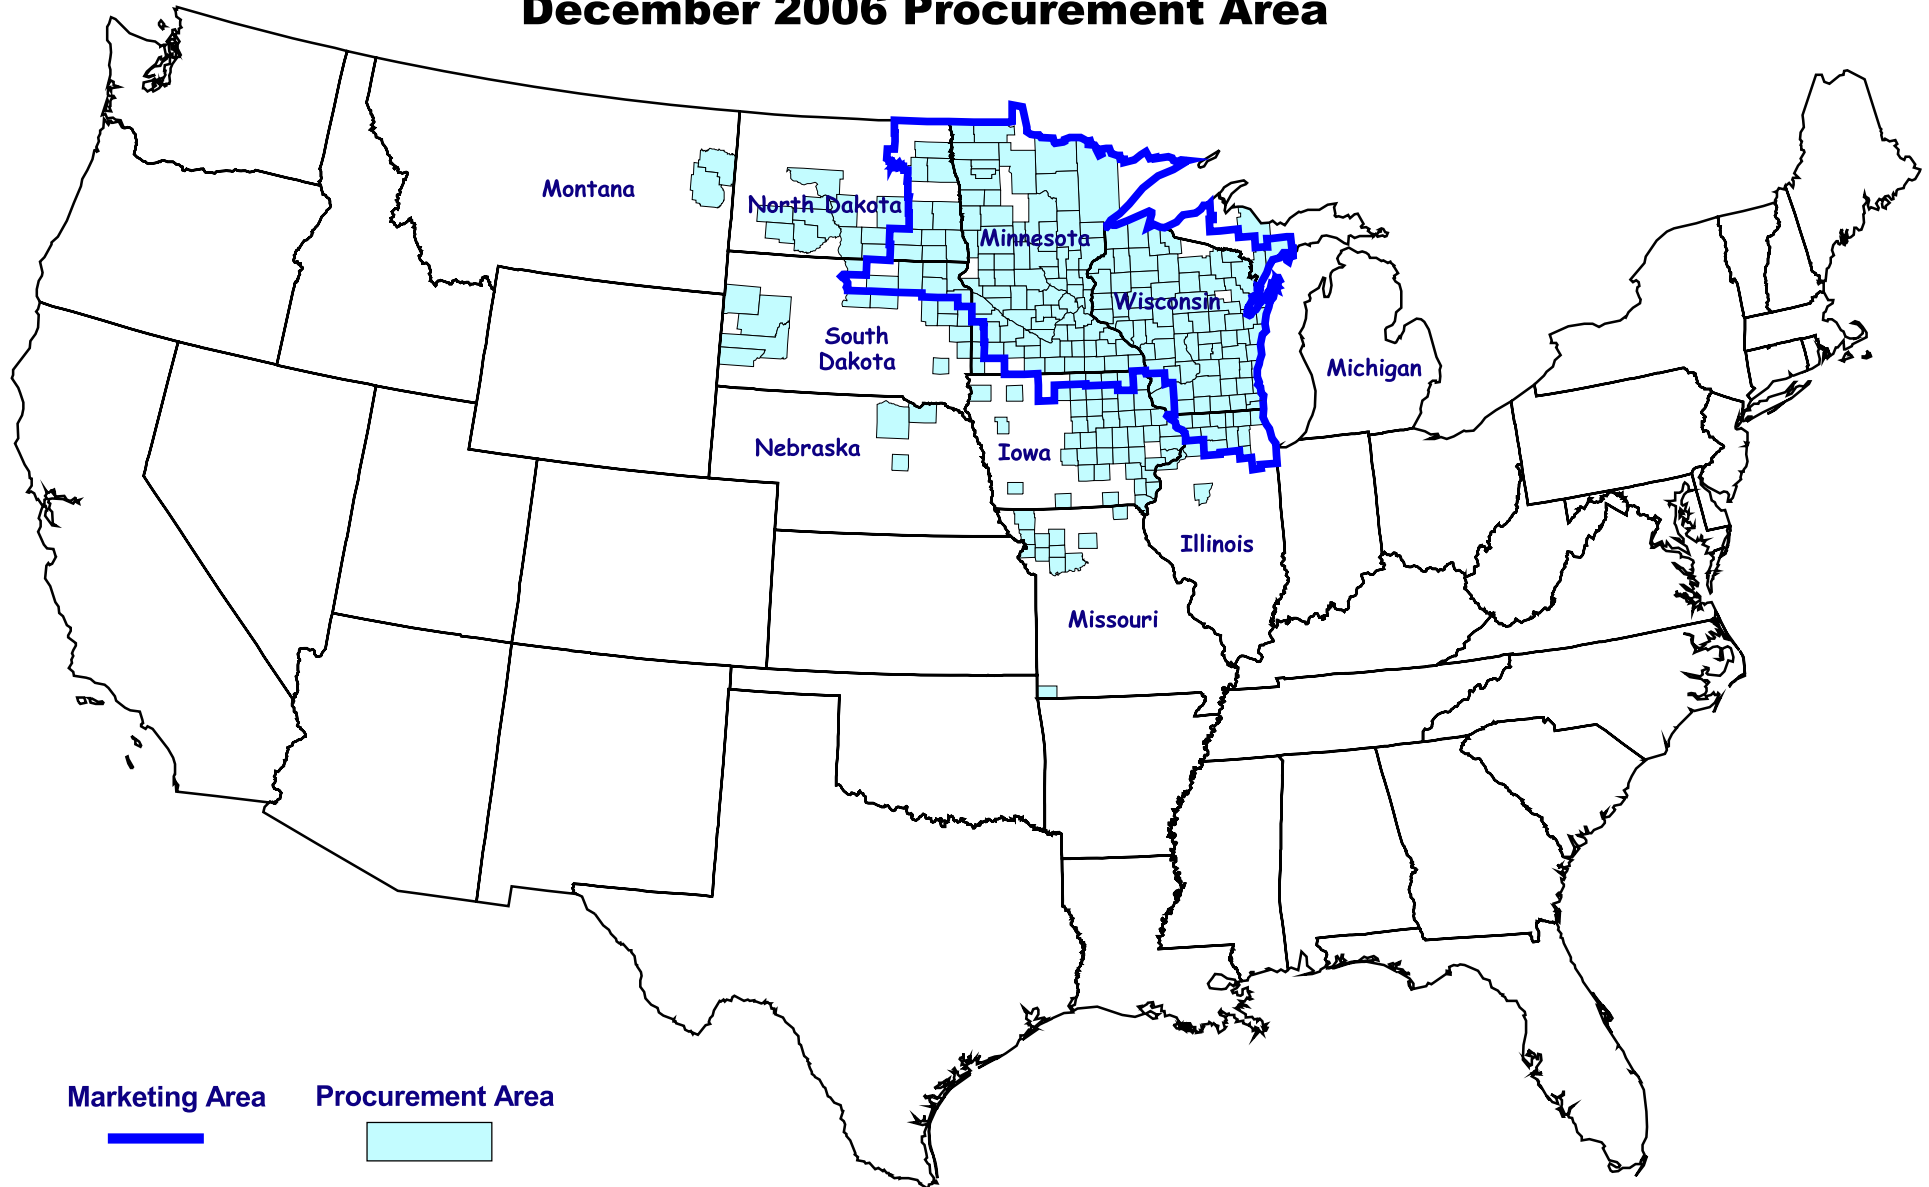 December 2006 Procurement Area
Montana
North Dakota
Minnesota
Wisconsin
South
Dakota
Michigan
Nebraska
Iowa
Illinois
Missouri
Marketing Area
Procurement Area